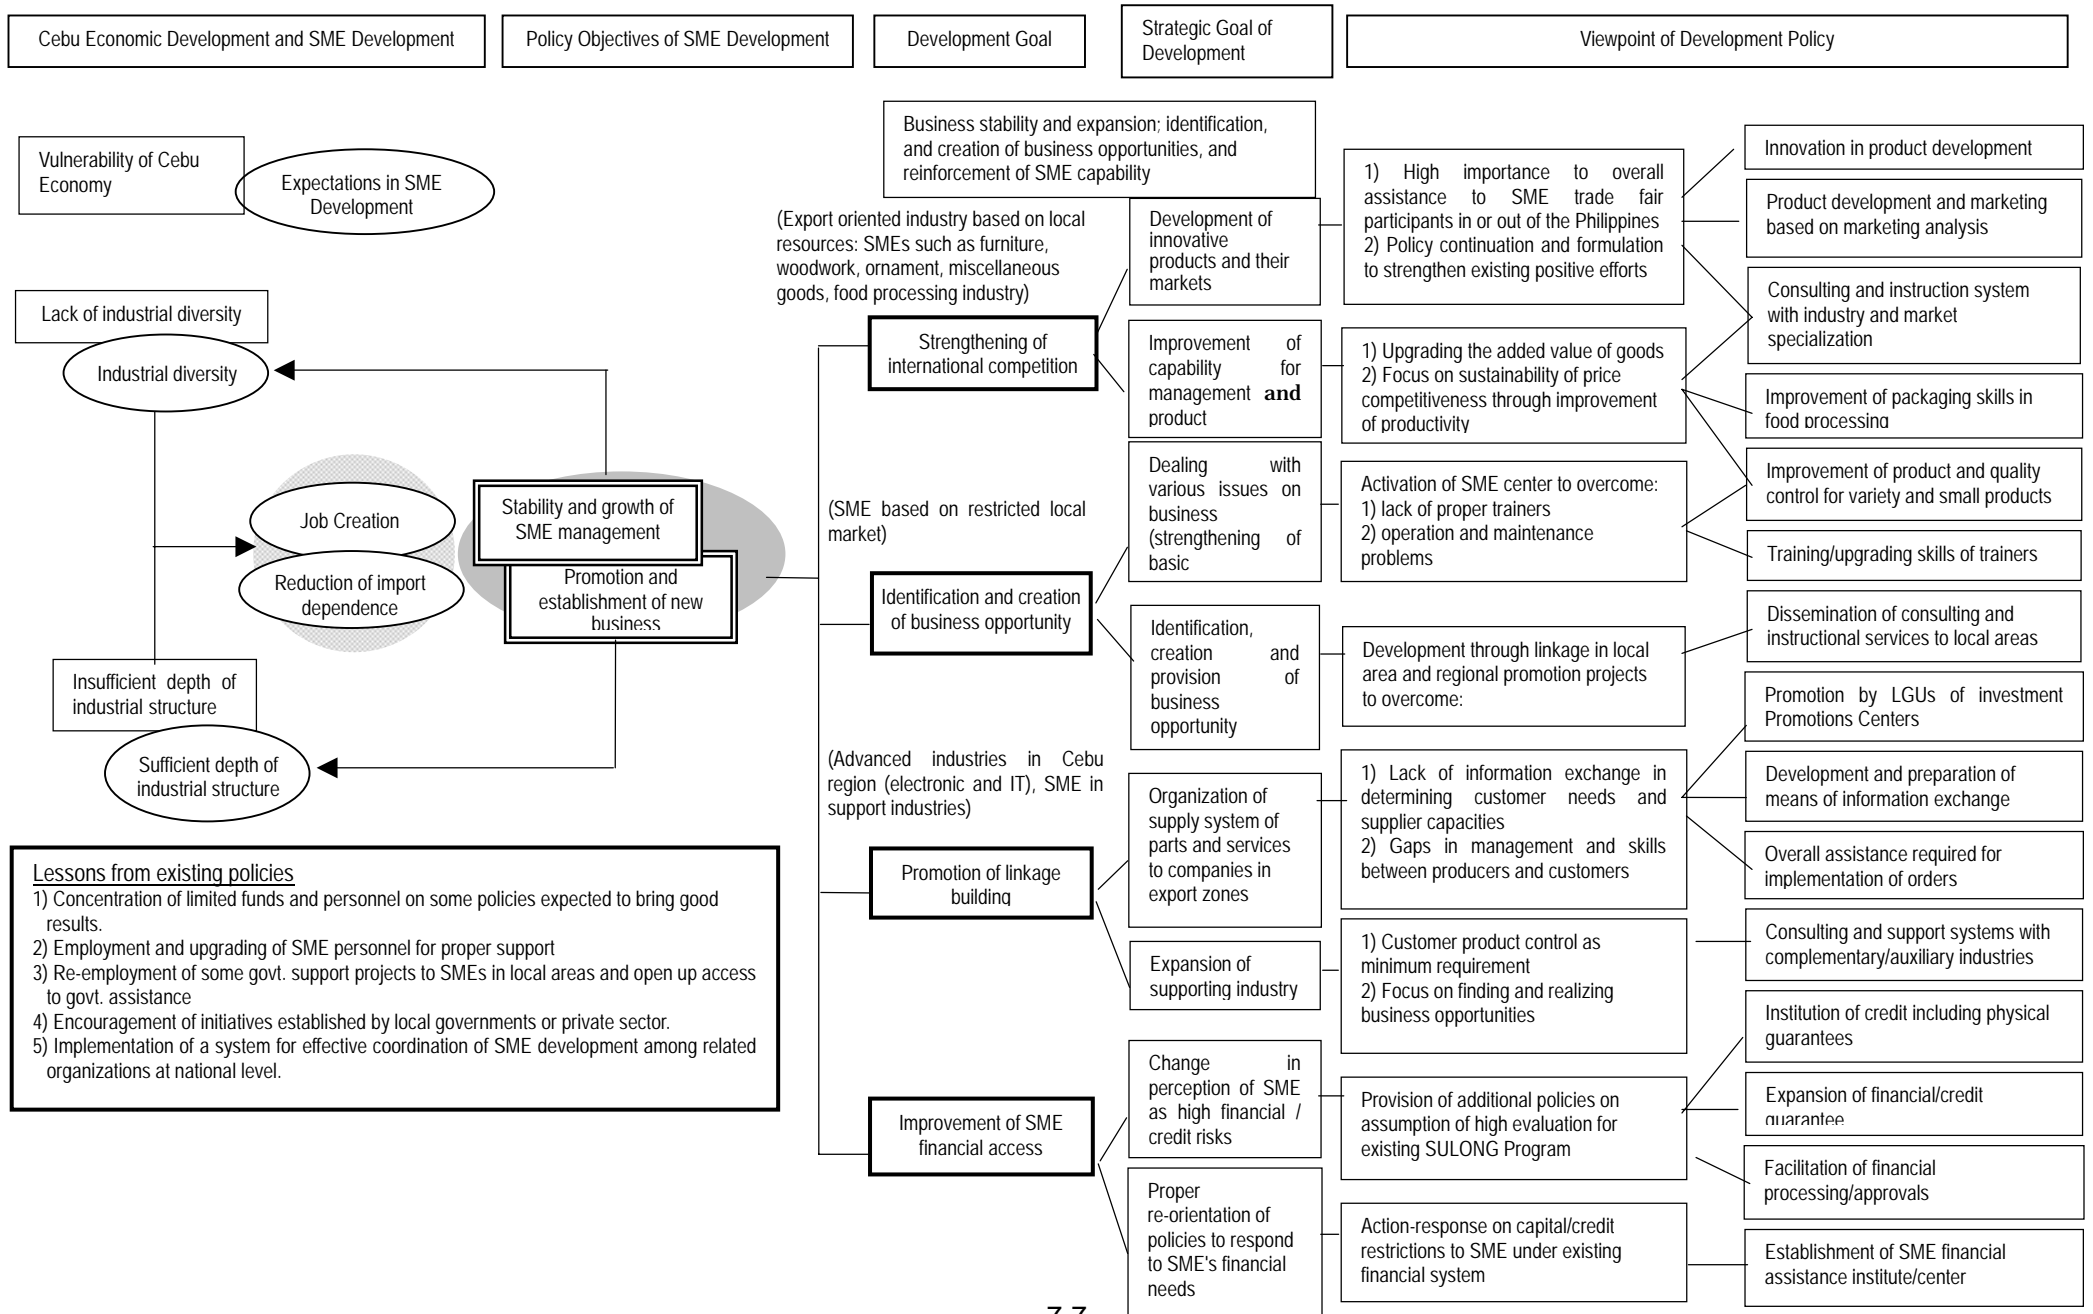 Cebu Economic Development and SME Development
Policy Objectives of SME Development
Development Goal
Strategic Goal of
Development
Viewpoint of Development Policy
Vulnerability of Cebu
Economy
Expectations in SME
Development
Lack of industrial diversity
Industrial diversity
Job Creation
Reduction of import
dependence
Insufficient depth of
industrial structure
Sufficient depth of
industrial structure
Stability and growth of
SME management
Promotion and
establishment of new
business
Lessons from existing policies
1) Concentration of limited funds and personnel on some policies expected to bring good
results.
2) Employment and upgrading of SME personnel for proper support
3) Re-employment of some govt. support projects to SMEs in local areas and open up access
to govt. assistance
4) Encouragement of initiatives established by local governments or private sector.
5) Implementation of a system for effective coordination of SME development among related
organizations at national level.
Business stability and expansion; identification,
and creation of business opportunities, and
reinforcement of SME capability
(Export oriented industry based on local
resources: SMEs such as furniture,
woodwork, ornament, miscellaneous
goods, food processing industry)
Strengthening of
international competition
(SME based on restricted local
market)
Identification and creation
of business opportunity
(Advanced industries in Cebu
region (electronic and IT), SME in
support industries)
Promotion of linkage
building
Improvement of SME
financial access
Development of
innovative
products and their
markets
Improvement of
capability for
management and
product
Dealing with
various issues on
business
(strengthening of
basic
Identification,
creation and
provision of
business
opportunity
Organization of
supply system of
parts and services
to companies in
export zones
Expansion of
supporting industry
Change in
perception of SME
as high financial /
credit risks
Proper
re-orientation of
policies to respond
to SME's financial
needs
1) High importance to overall
assistance to SME trade fair
participants in or out of the Philippines
2) Policy continuation and formulation
to strengthen existing positive efforts
1) Upgrading the added value of goods
2) Focus on sustainability of price
competitiveness through improvement
of productivity
Activation of SME center to overcome:
1) lack of proper trainers
2) operation and maintenance
problems
Development through linkage in local
area and regional promotion projects
to overcome:
1) Lack of information exchange in
determining customer needs and
supplier capacities
2) Gaps in management and skills
between producers and customers
1) Customer product control as
minimum requirement
2) Focus on finding and realizing
business opportunities
Provision of additional policies on
assumption of high evaluation for
existing SULONG Program
Action-response on capital/credit
restrictions to SME under existing
financial system
Innovation in product development
Product development and marketing
based on marketing analysis
Consulting and instruction system
with industry and market
specialization
Improvement of packaging skills in
food processing
Improvement of product and quality
control for variety and small products
Training/upgrading skills of trainers
Dissemination of consulting and
instructional services to local areas
Promotion by LGUs of investment
Promotions Centers
Development and preparation of
means of information exchange
Overall assistance required for
implementation of orders
Consulting and support systems with
complementary/auxiliary industries
Institution of credit including physical
guarantees
Expansion of financial/credit
guarantee
Facilitation of financial
processing/approvals
Establishment of SME financial
assistance institute/center